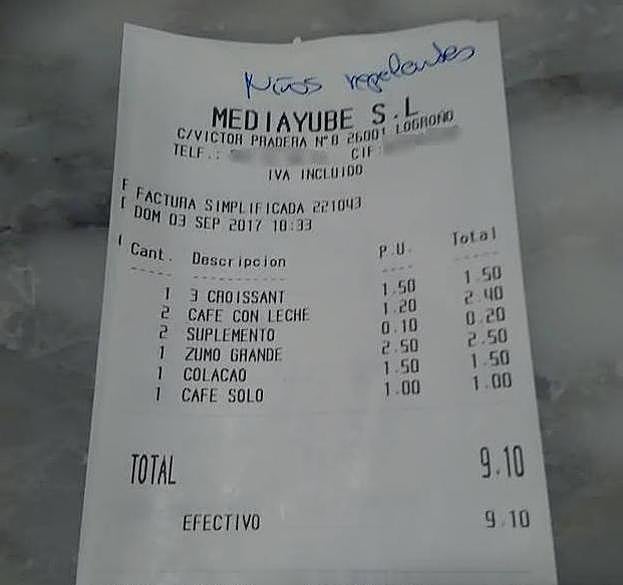 Niños repelentes
MEDIAYUBE S.L
C/VICTOR PRADERA Nº0 26001 LOGROÑO
TELF.: CIF:
IVA INCLUIDO
F FACTURA SIMPLIFICADA 221043
DOM 03 SEP 2017 10:33
Cant. Descripcion P.U. Total
----- --------------- ---- -----
1 3 CROISSANT 1.50 1.50
2 CAFE CON LECHE 1.20 2.40
2 SUPLEMENTO 0.10 0.20
1 ZUMO GRANDE 2.50 2.50
1 COLACAO 1.50 1.50
1 CAFE SOLO 1.00 1.00
TOTAL 9.10
EFECTIVO 9.10